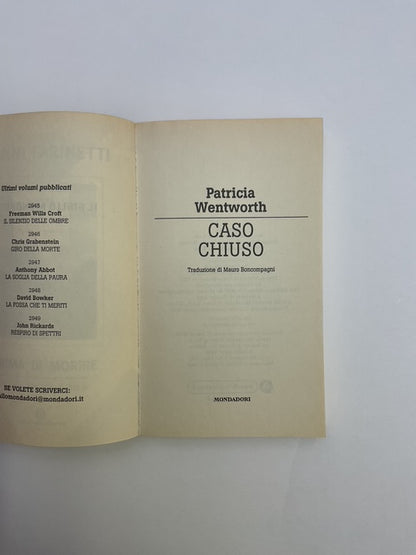 Ultimi volumi pubblicati
2945
Freeman Wills Croft
IL SILENZIO DELLE OMBRE
2946
Chris Grabenstein
GIRO DELLA MORTE
2947
Anthony Abbot
LA SOGLIA DELLA PAURA
2948
David Bowker
LA FOSSA CHE TI MERITI
2949
John Rickards
RESPIRO DI SPETTRI
SE VOLETE SCRIVERCI:
allomondadori@mondadori.it
Patricia
Wentworth
CASO
CHIUSO
Traduzione di Mauro Boncompagni
MONDADORI